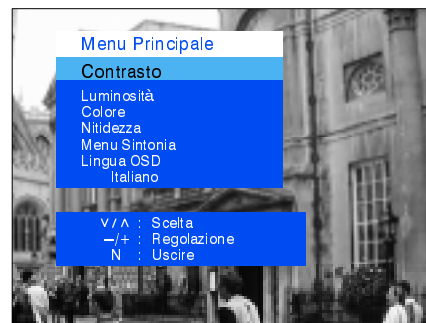 Menu Principale
Contrasto
Luminosità
Colore
Nitidezza
Menu Sintonia
Lingua OSD
Italiano
∨/∧ : Scelta
−/+ : Regolazione
N : Uscire